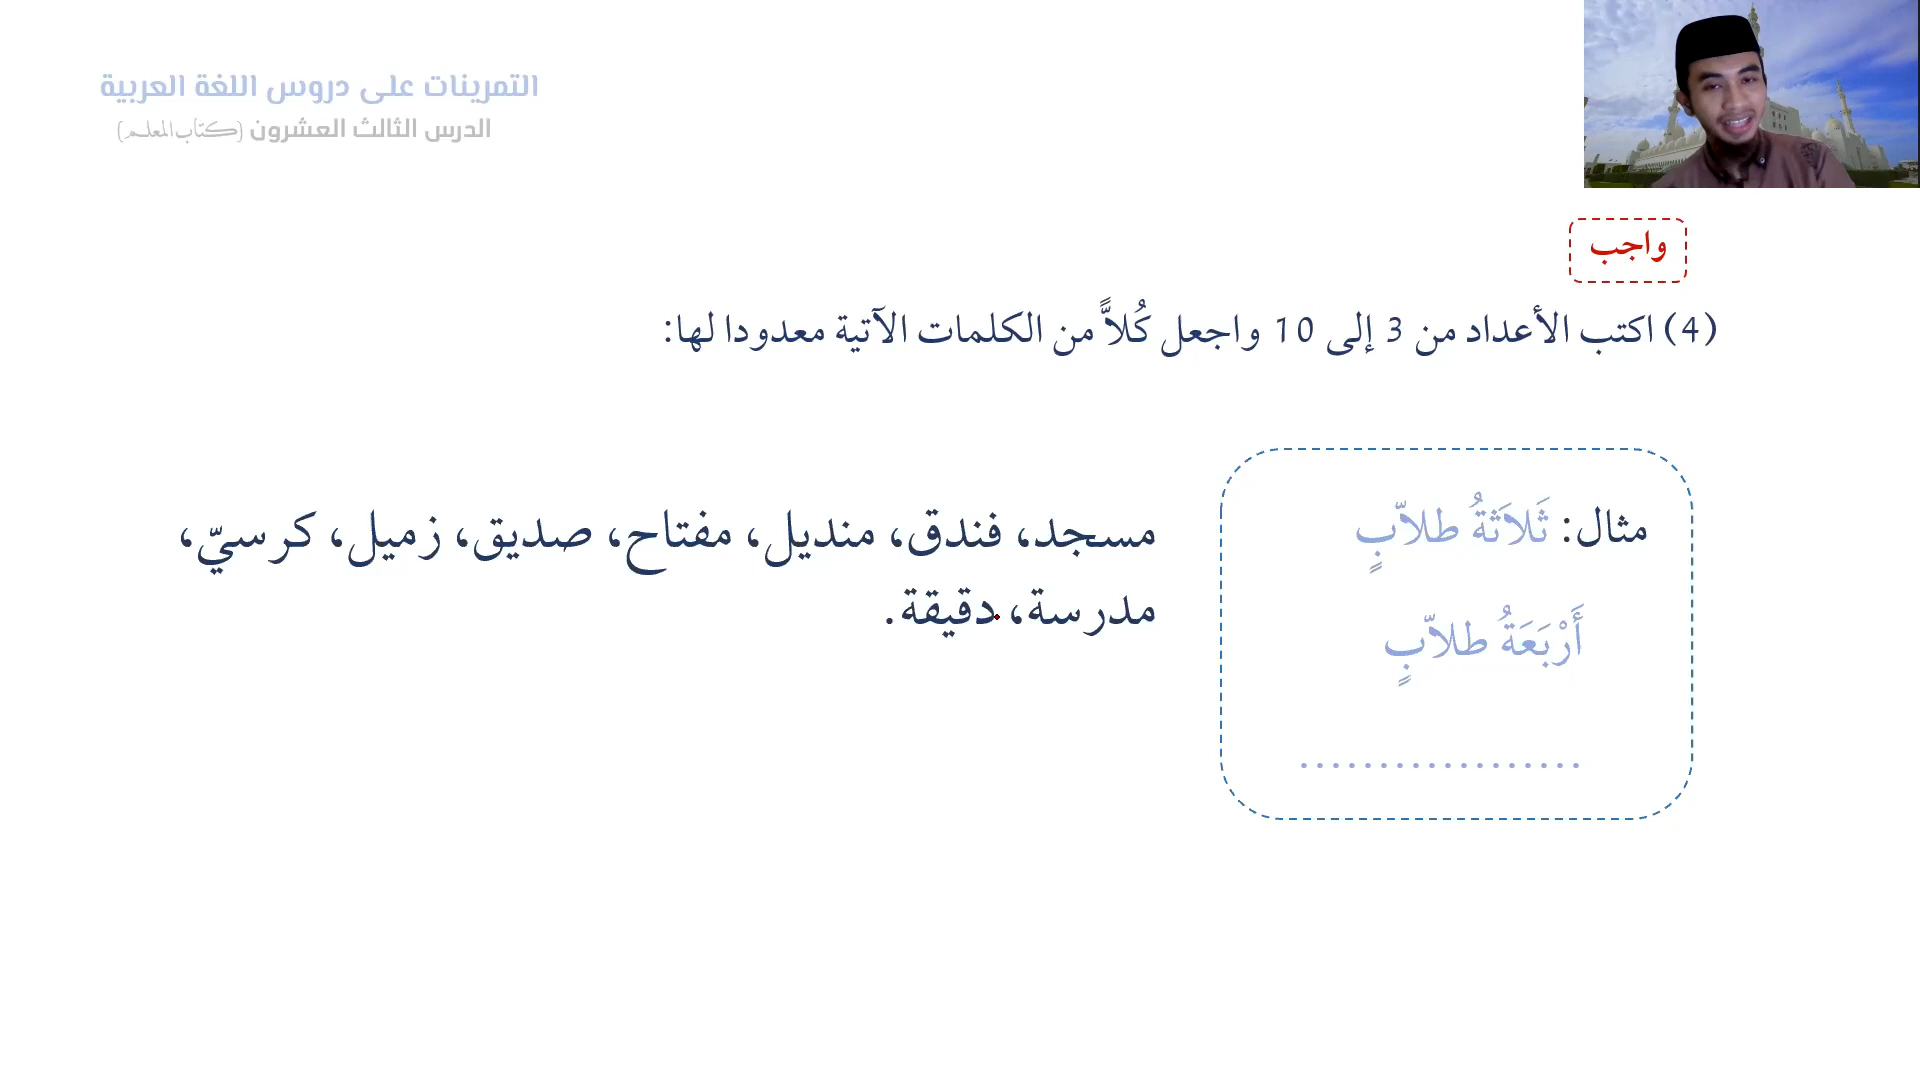 التمرينات على دروس اللغة العربية
الدرس الثالث العشرون (كتاب المعلم)
واجب
(4) اكتب الأعداد من 3 إلى 10 واجعل كُلاًّ من الكلمات الآتية معدودا لها:
مثال: ثَلاَثَةُ طلاّبٍ
أَرْبَعَةُ طلاّبٍ
..................
مسجد، فندق، منديل، مفتاح، صديق، زميل، كرسيّ،
مدرسة، دقيقة.